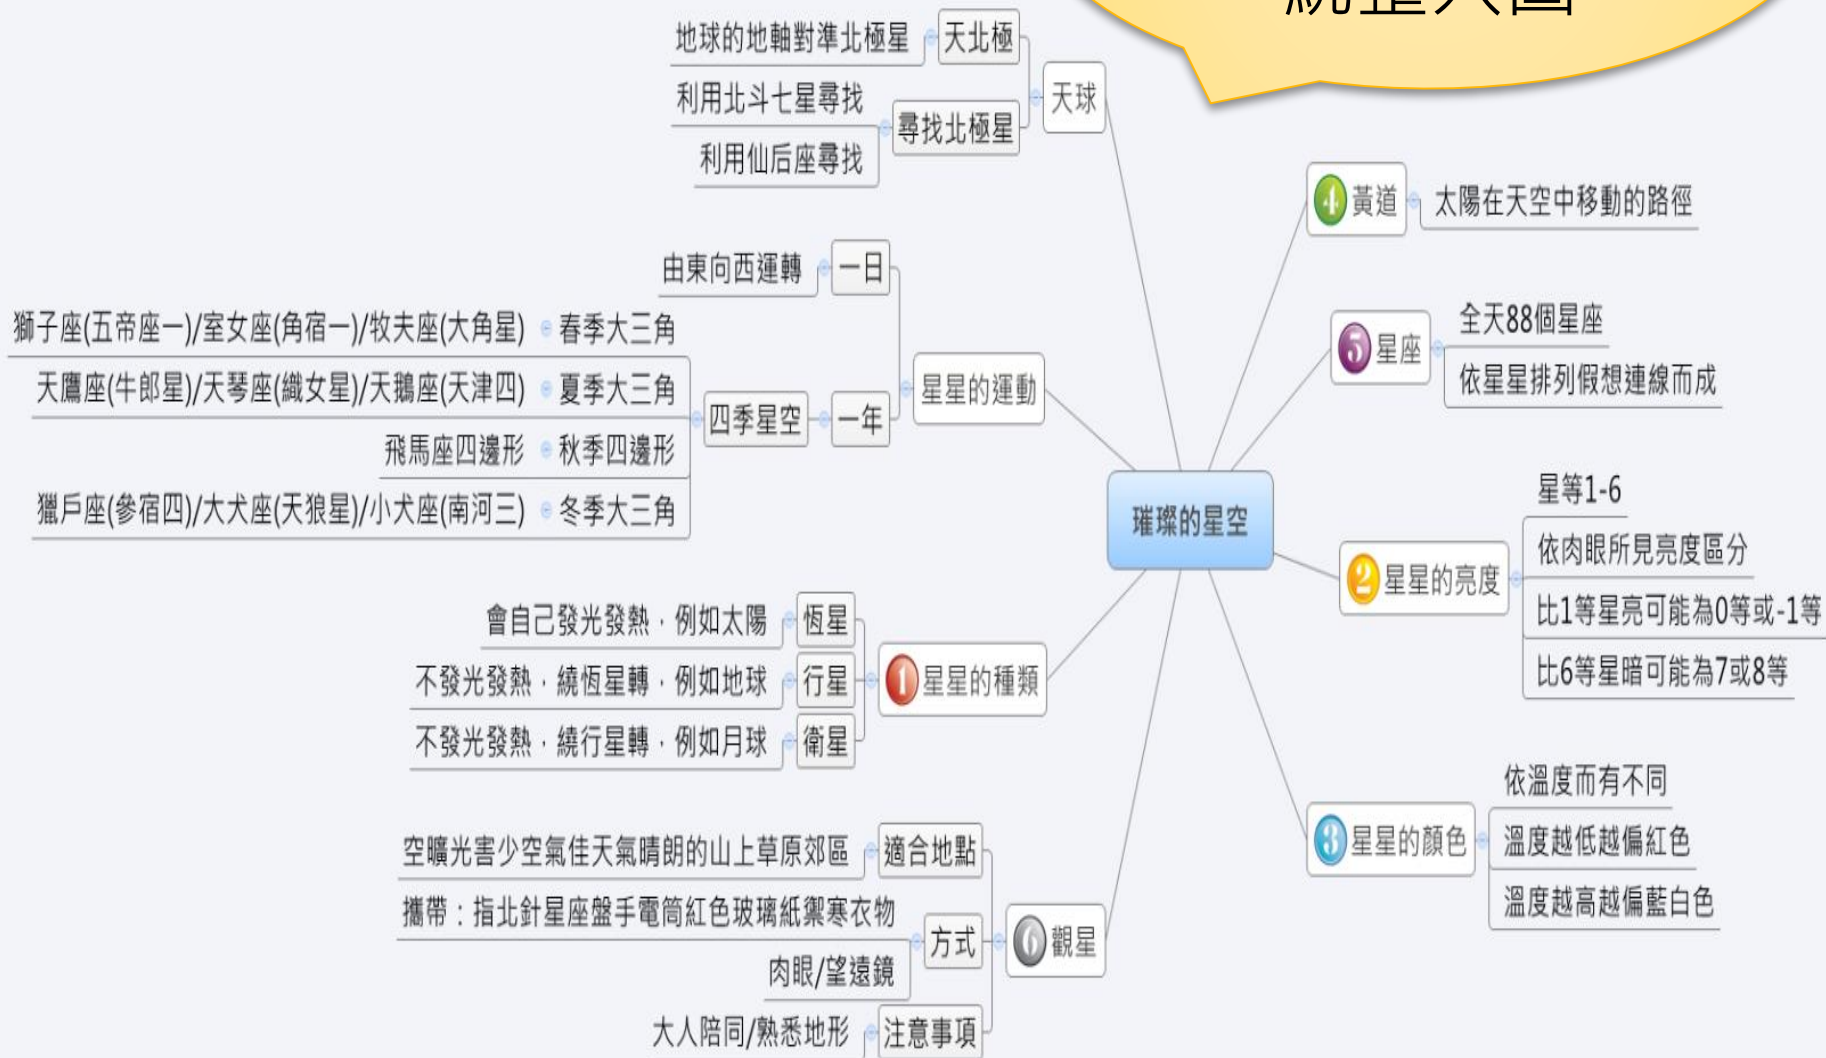 統整大圖
璀璨的星空
天球
天北極
地球的地軸對準北極星
尋找北極星
利用北斗七星尋找
利用仙后座尋找
星星的運動
一日
由東向西運轉
一年
四季星空
春季大三角
獅子座(五帝座一)/室女座(角宿一)/牧夫座(大角星)
夏季大三角
天鷹座(牛郎星)/天琴座(織女星)/天鵝座(天津四)
秋季四邊形
飛馬座四邊形
冬季大三角
獵戶座(參宿四)/大犬座(天狼星)/小犬座(南河三)
1 星星的種類
恆星
會自己發光發熱，例如太陽
行星
不發光發熱，繞恆星轉，例如地球
衛星
不發光發熱，繞行星轉，例如月球
6 觀星
適合地點
空曠光害少空氣佳天氣晴朗的山上草原郊區
方式
攜帶：指北針星座盤手電筒紅色玻璃紙禦寒衣物
肉眼/望遠鏡
注意事項
大人陪同/熟悉地形
4 黃道
太陽在天空中移動的路徑
5 星座
全天88個星座
依星星排列假想連線而成
2 星星的亮度
星等1-6
依肉眼所見亮度區分
比1等星亮可能為0等或-1等
比6等星暗可能為7或8等
3 星星的顏色
依溫度而有不同
溫度越低越偏紅色
溫度越高越偏藍白色